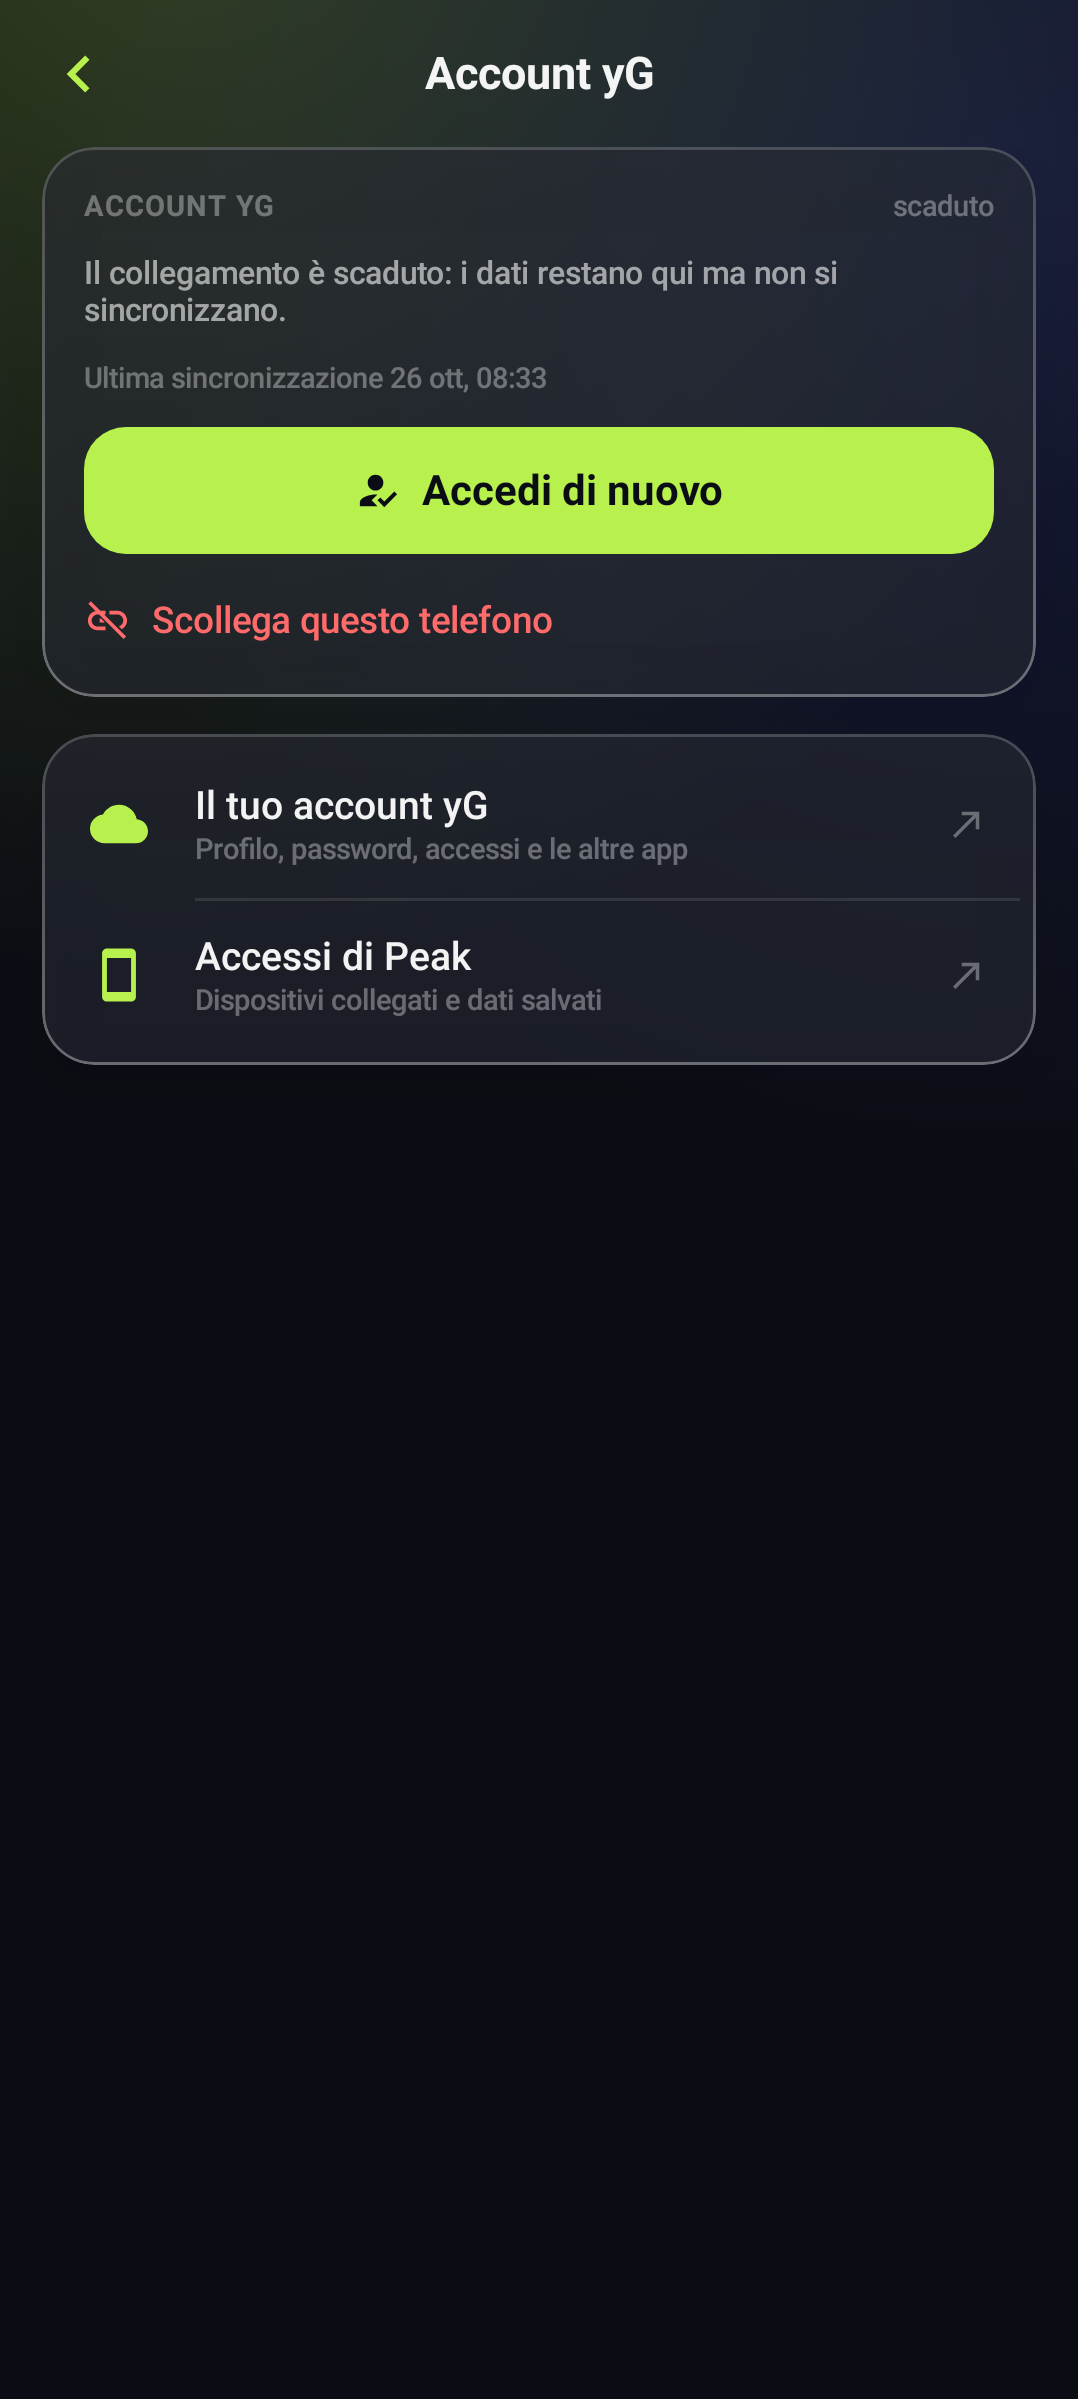 Account yG
ACCOUNT YG
scaduto
Il collegamento è scaduto: i dati restano qui ma non si
sincronizzano.
Ultima sincronizzazione 26 ott, 08:33
Accedi di nuovo
Scollega questo telefono
Il tuo account yG
Profilo, password, accessi e le altre app
Accessi di Peak
Dispositivi collegati e dati salvati